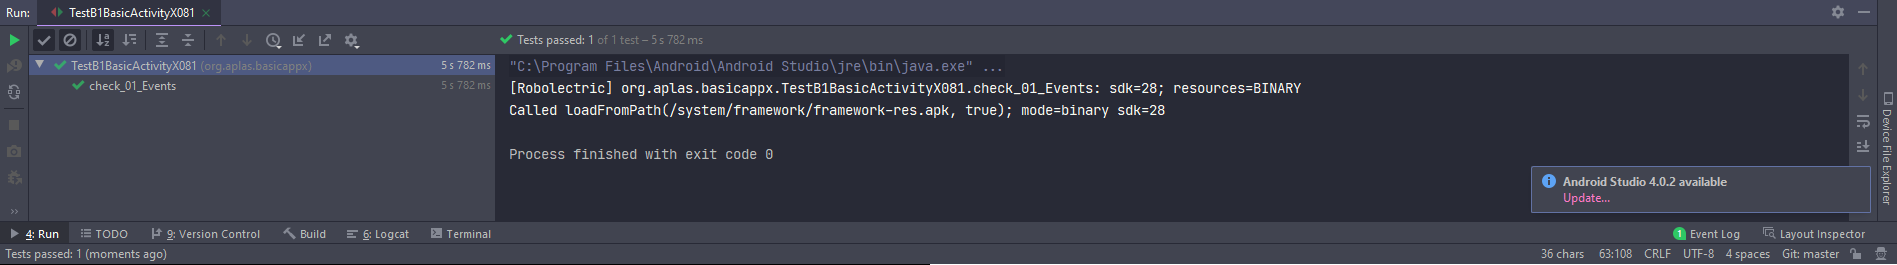 Run: TestB1BasicActivityX081
Tests passed: 1 of 1 test – 5 s 782 ms
TestB1BasicActivityX081 (org.aplas.basicappx) 5 s 782 ms
check_01_Events 5 s 782 ms
"C:\Program Files\Android\Android Studio\jre\bin\java.exe" ...
[Robolectric] org.aplas.basicappx.TestB1BasicActivityX081.check_01_Events: sdk=28; resources=BINARY
Called loadFromPath(/system/framework/framework-res.apk, true); mode=binary sdk=28
Process finished with exit code 0
Android Studio 4.0.2 available
Update...
Device File Explorer
4: Run TODO 9: Version Control Build 6: Logcat Terminal 1 Event Log Layout Inspector
Tests passed: 1 (moments ago) 36 chars 63:108 CRLF UTF-8 4 spaces Git: master